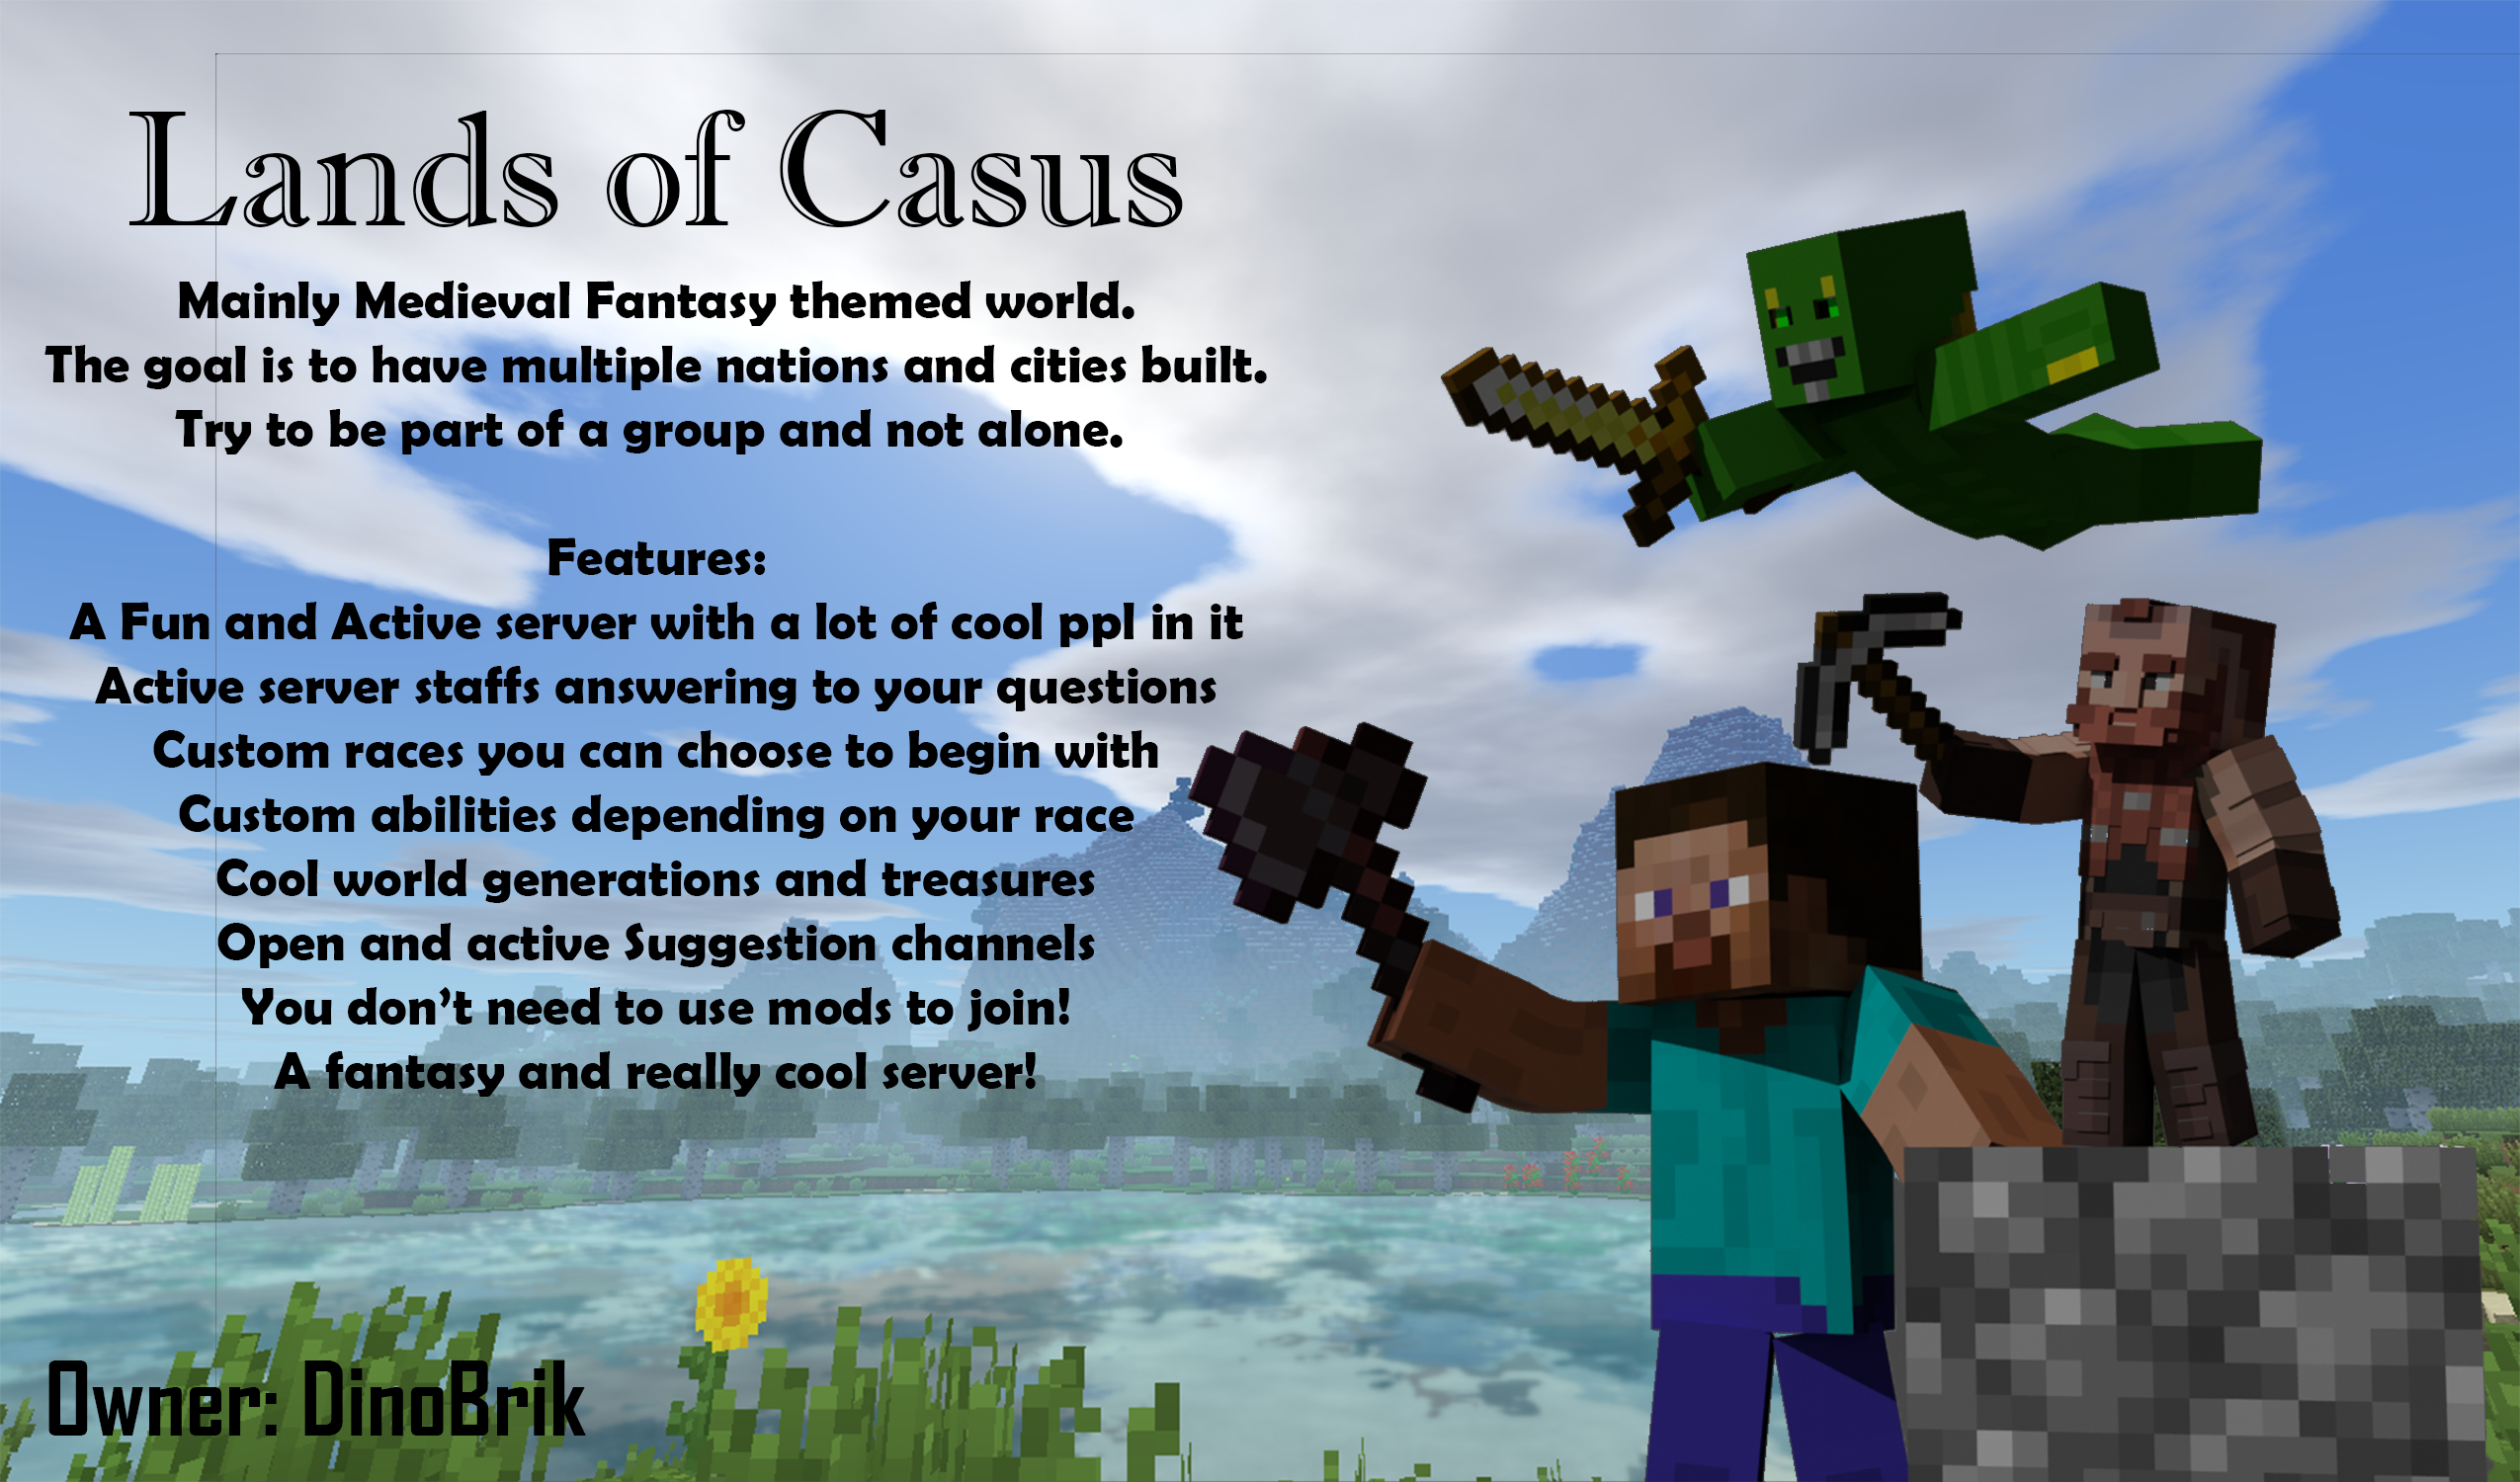 Lands of Casus
Mainly Medieval Fantasy themed world.
The goal is to have multiple nations and cities built.
Try to be part of a group and not alone.
Features:
A Fun and Active server with a lot of cool ppl in it
Active server staffs answering to your questions
Custom races you can choose to begin with
Custom abilities depending on your race
Cool world generations and treasures
Open and active Suggestion channels
You don’t need to use mods to join!
A fantasy and really cool server!
Owner: DinoBrik